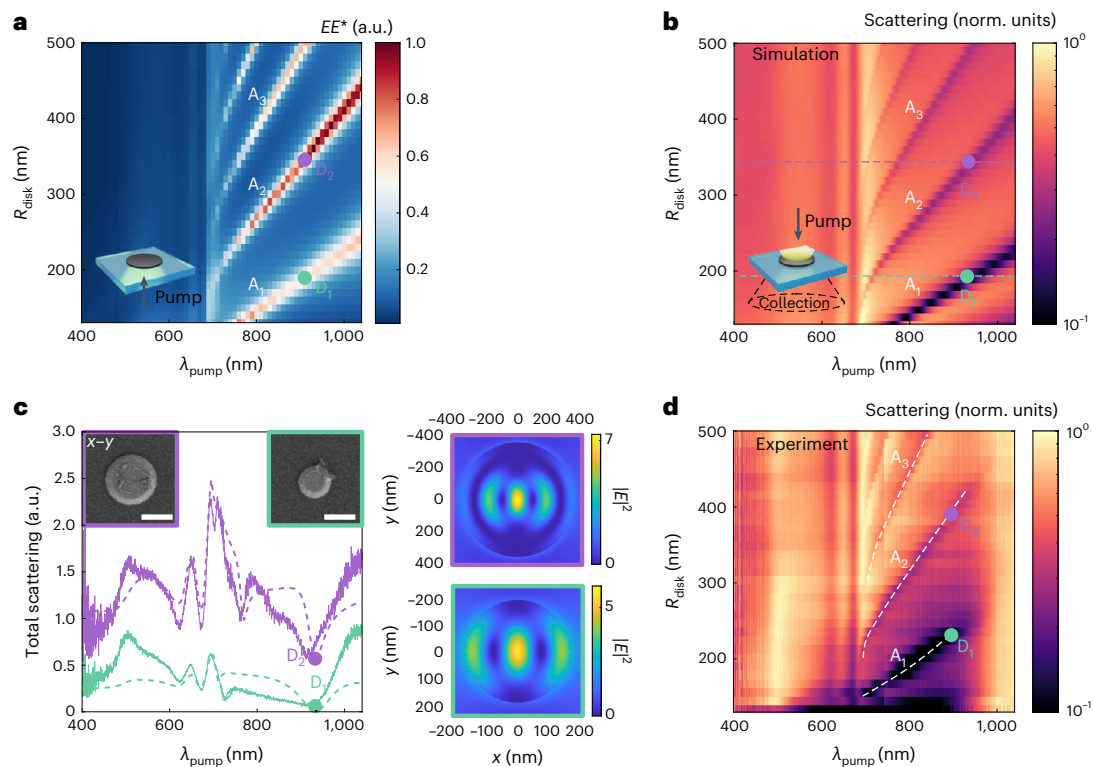 a
EE* (a.u.)
500
400
300
200
R_disk (nm)
400
600
800
1,000
λ_pump (nm)
A₃
A₂
A₁
D₂
D₁
Pump
1.0
0.8
0.6
0.4
0.2
b
Scattering (norm. units)
Simulation
500
400
300
200
R_disk (nm)
400
600
800
1,000
λ_pump (nm)
A₃
A₂
A₁
D₂
D₁
Pump
Collection
10⁰
10⁻¹
c
3.0
2.5
2.0
1.5
1.0
0.5
0
Total scattering (a.u.)
400
600
800
1,000
λ_pump (nm)
x–y
D₂
D
–400 –200 0 200 400
–400
–200
0
200
400
y (nm)
7
0
|E|²
–200
–100
0
100
200
y (nm)
–200 –100 0 100 200
x (nm)
5
0
|E|²
d
Scattering (norm. units)
Experiment
500
400
300
200
R_disk (nm)
400
600
800
1,000
λ_pump (nm)
A₃
A₂
A₁
D₂
D₁
10⁰
10⁻¹